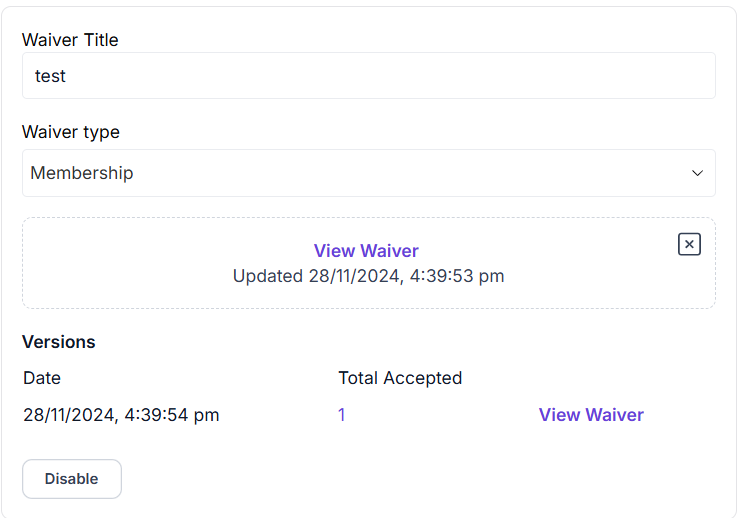 Waiver Title
test
Waiver type
Membership
View Waiver
Updated 28/11/2024, 4:39:53 pm
Versions
Date Total Accepted
28/11/2024, 4:39:54 pm 1 View Waiver
Disable